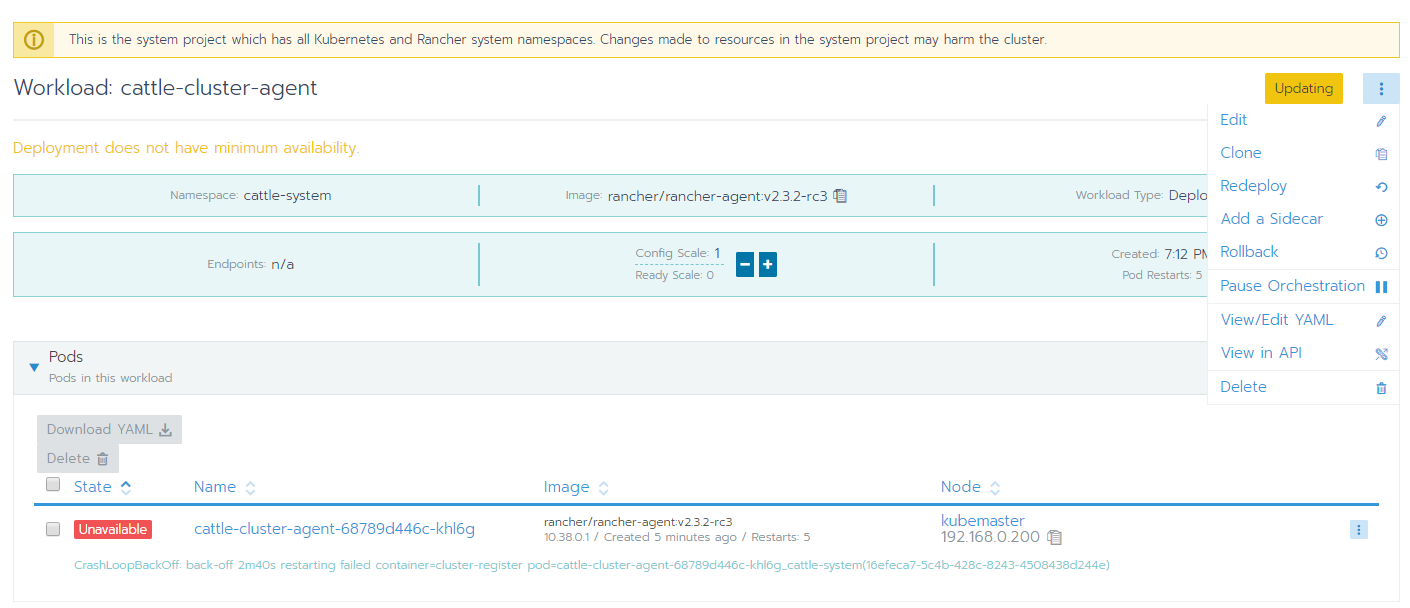 This is the system project which has all Kubernetes and Rancher system namespaces. Changes made to resources in the system project may harm the cluster.
Workload: cattle-cluster-agent
Updating
Edit
Deployment does not have minimum availability.
Clone
Redeploy
Namespace: cattle-system
Image: rancher/rancher-agent:v2.3.2-rc3
Workload Type: Deplo
Add a Sidecar
Rollback
Endpoints: n/a
Config Scale: 1
Ready Scale: 0
Created: 7:12 PM
Pod Restarts: 5
Pause Orchestration
View/Edit YAML
View in API
Delete
Pods
Pods in this workload
Download YAML
Delete
State
Name
Image
Node
Unavailable
cattle-cluster-agent-68789d446c-khl6g
rancher/rancher-agent:v2.3.2-rc3
10.38.0.1 / Created 5 minutes ago / Restarts: 5
kubemaster
192.168.0.200
CrashLoopBackOff: back-off 2m40s restarting failed container=cluster-register pod=cattle-cluster-agent-68789d446c-khl6g_cattle-system(16efeca7-5c4b-428c-8243-4508438d244e)